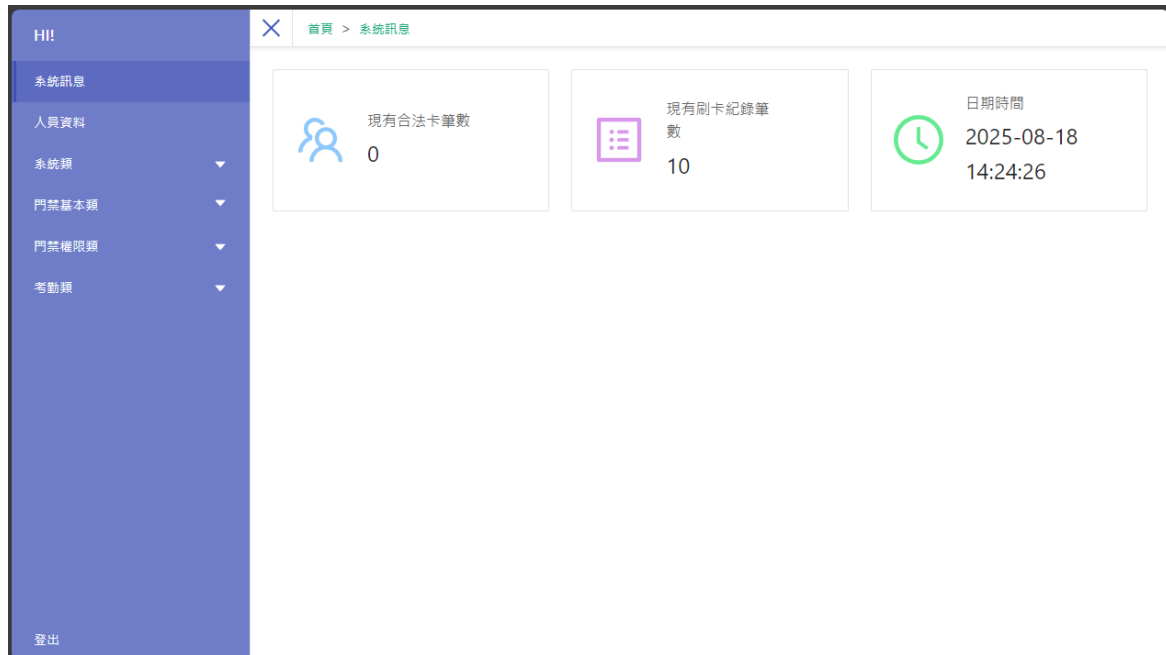 HI!
系統訊息
人員資料
系統類
門禁基本類
門禁權限類
考勤類
登出
首頁 > 系統訊息
現有合法卡筆數
0
現有刷卡紀錄筆
數
10
日期時間
2025-08-18
14:24:26